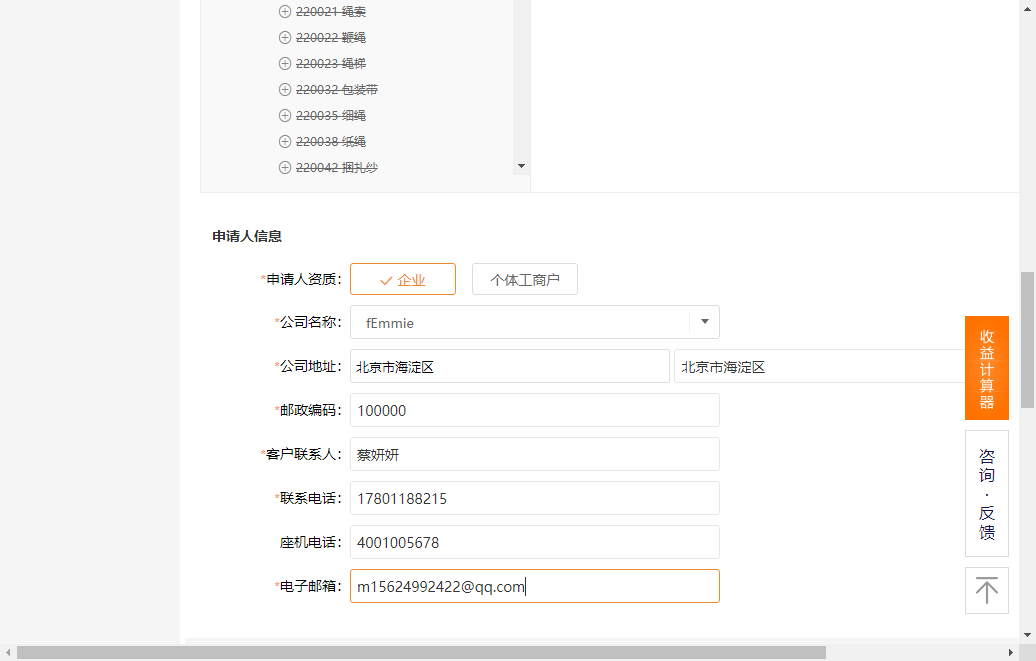 220021 绳索
220022 鞭绳
220023 绳梯
220032 包装带
220035 细绳
220038 纸绳
220042 捆扎纱
申请人信息
*申请人资质: 企业 个体工商户
*公司名称: fEmmie
*公司地址: 北京市海淀区 北京市海淀区
*邮政编码: 100000
*客户联系人: 蔡妍妍
*联系电话: 17801188215
座机电话: 4001005678
*电子邮箱: m15624992422@qq.com
收益计算器
咨询·反馈